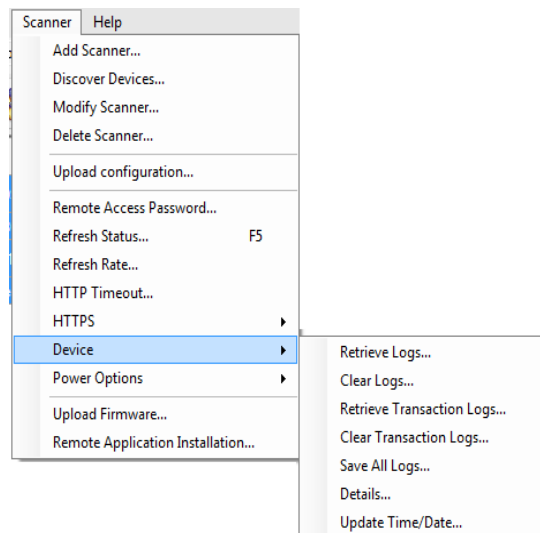 Scanner Help
Add Scanner...
Discover Devices...
Modify Scanner...
Delete Scanner...
Upload configuration...
Remote Access Password...
Refresh Status... F5
Refresh Rate...
HTTP Timeout...
HTTPS
Device
Power Options
Upload Firmware...
Remote Application Installation...
Retrieve Logs...
Clear Logs...
Retrieve Transaction Logs...
Clear Transaction Logs...
Save All Logs...
Details...
Update Time/Date...